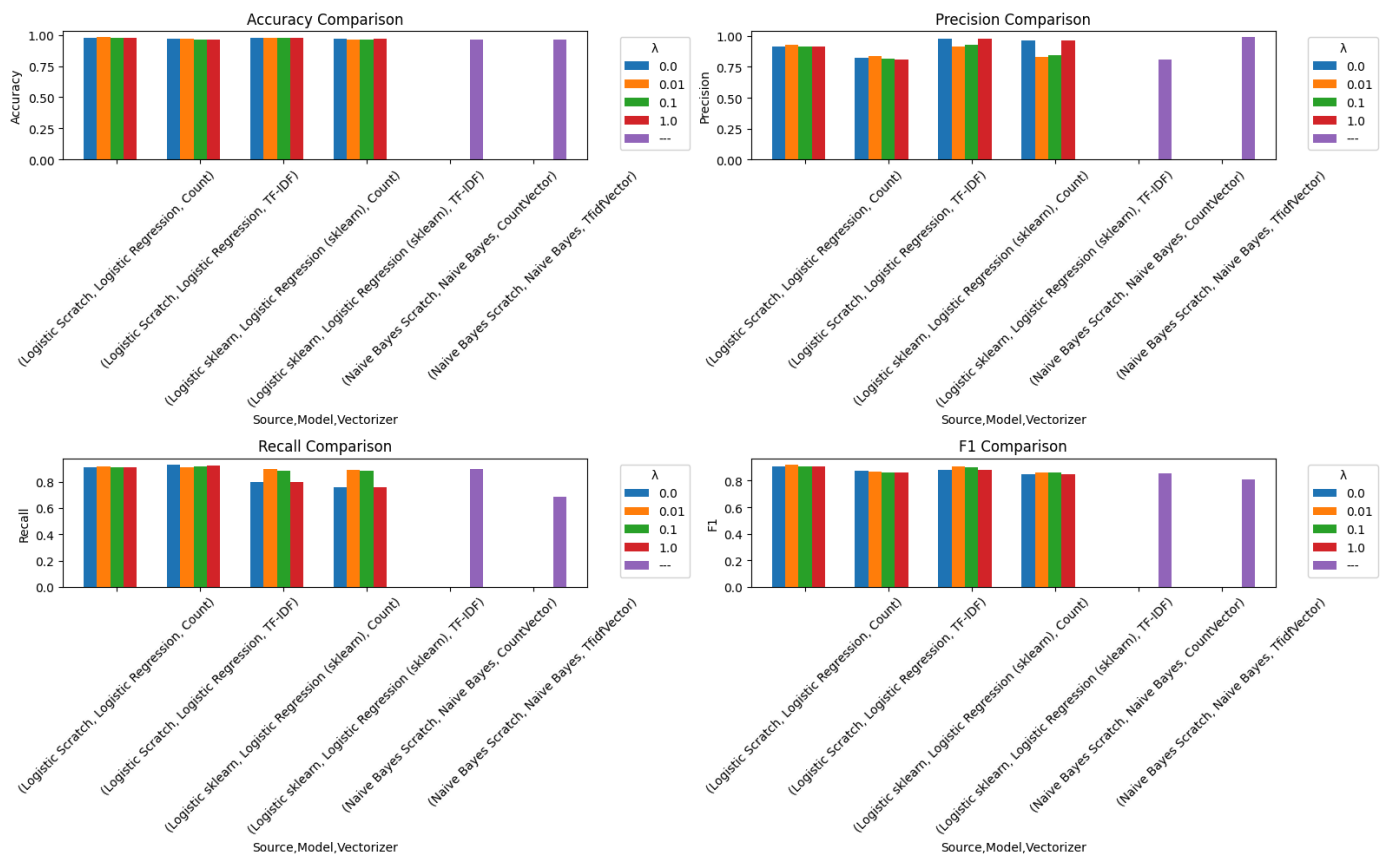 Accuracy Comparison
Accuracy
1.00
0.75
0.50
0.25
0.00
λ
0.0
0.01
0.1
1.0
---
(Logistic Scratch, Logistic Regression, Count)
(Logistic Scratch, Logistic Regression, TF-IDF)
(Logistic sklearn, Logistic Regression (sklearn), Count)
(Logistic sklearn, Logistic Regression (sklearn), TF-IDF)
(Naive Bayes Scratch, Naive Bayes, CountVector)
(Naive Bayes Scratch, Naive Bayes, TfidfVector)
Source,Model,Vectorizer
Precision Comparison
Precision
1.00
0.75
0.50
0.25
0.00
λ
0.0
0.01
0.1
1.0
---
(Logistic Scratch, Logistic Regression, Count)
(Logistic Scratch, Logistic Regression, TF-IDF)
(Logistic sklearn, Logistic Regression (sklearn), Count)
(Logistic sklearn, Logistic Regression (sklearn), TF-IDF)
(Naive Bayes Scratch, Naive Bayes, CountVector)
(Naive Bayes Scratch, Naive Bayes, TfidfVector)
Source,Model,Vectorizer
Recall Comparison
Recall
0.8
0.6
0.4
0.2
0.0
λ
0.0
0.01
0.1
1.0
---
(Logistic Scratch, Logistic Regression, Count)
(Logistic Scratch, Logistic Regression, TF-IDF)
(Logistic sklearn, Logistic Regression (sklearn), Count)
(Logistic sklearn, Logistic Regression (sklearn), TF-IDF)
(Naive Bayes Scratch, Naive Bayes, CountVector)
(Naive Bayes Scratch, Naive Bayes, TfidfVector)
Source,Model,Vectorizer
F1 Comparison
F1
0.8
0.6
0.4
0.2
0.0
λ
0.0
0.01
0.1
1.0
---
(Logistic Scratch, Logistic Regression, Count)
(Logistic Scratch, Logistic Regression, TF-IDF)
(Logistic sklearn, Logistic Regression (sklearn), Count)
(Logistic sklearn, Logistic Regression (sklearn), TF-IDF)
(Naive Bayes Scratch, Naive Bayes, CountVector)
(Naive Bayes Scratch, Naive Bayes, TfidfVector)
Source,Model,Vectorizer